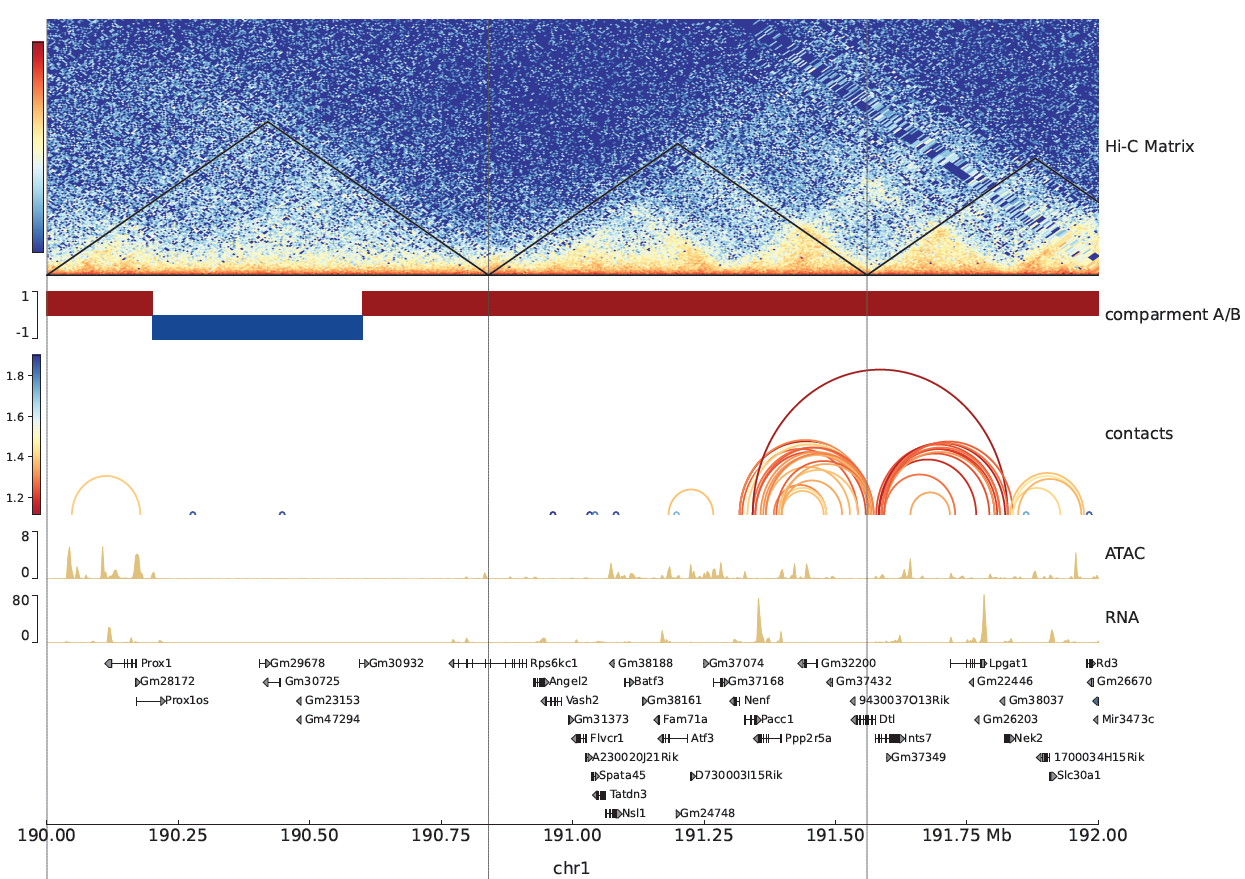 Hi-C Matrix
1
-1
comparment A/B
1.8
1.6
1.4
1.2
contacts
8
0
ATAC
80
0
RNA
Prox1 Gm29678 Gm30932 Rps6kc1 Gm38188 Gm37074 Gm32200 Lpgat1 Rd3
Gm28172 Gm30725 Angel2 Batf3 Gm37168 Gm37432 Gm22446 Gm26670
Prox1os Gm23153 Vash2 Gm38161 Nenf 9430037O13Rik Gm38037
Gm47294 Gm31373 Fam71a Pacc1 Dtl Gm26203 Mir3473c
Flvcr1 Atf3 Ppp2r5a Ints7 Nek2
A230020J21Rik Gm37349 1700034H15Rik
Spata45 D730003I15Rik Slc30a1
Tatdn3
Nsl1 Gm24748
190.00 190.25 190.50 190.75 191.00 191.25 191.50 191.75 Mb 192.00
chr1